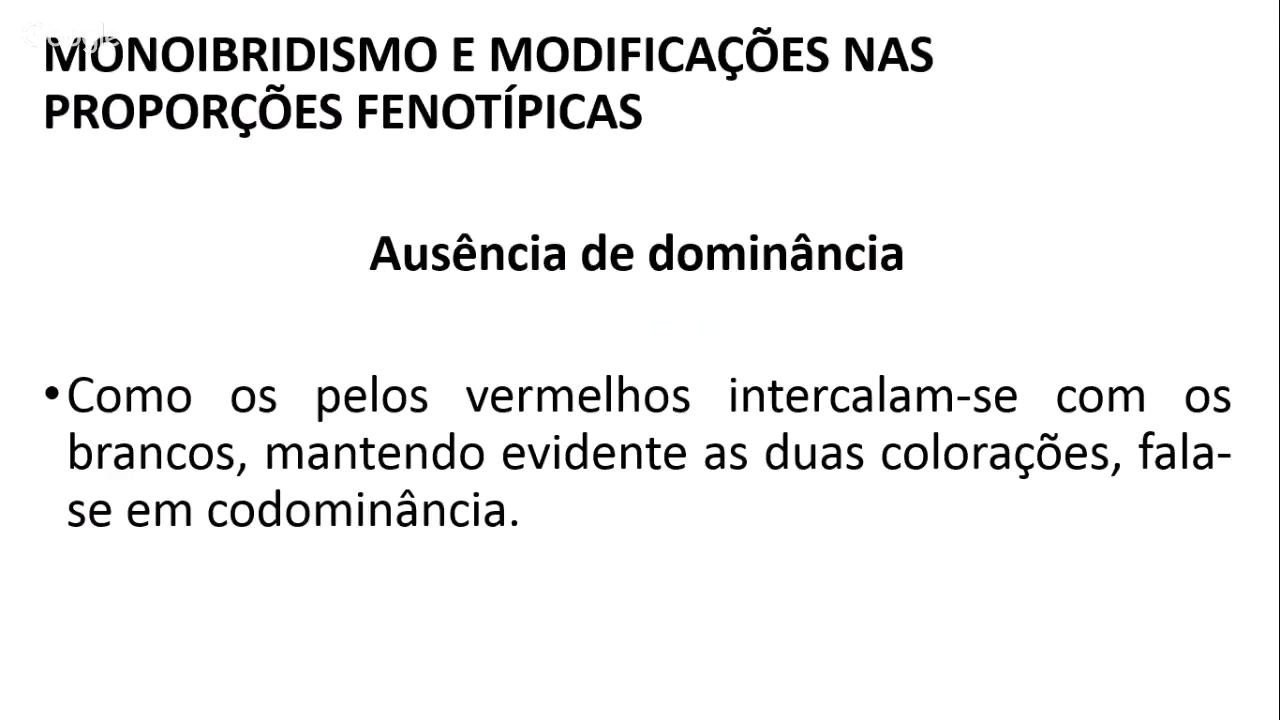 MONOIBRIDISMO E MODIFICAÇÕES NAS
PROPORÇÕES FENOTÍPICAS
Ausência de dominância
•Como os pelos vermelhos intercalam-se com os
brancos, mantendo evidente as duas colorações, fala-
se em codominância.